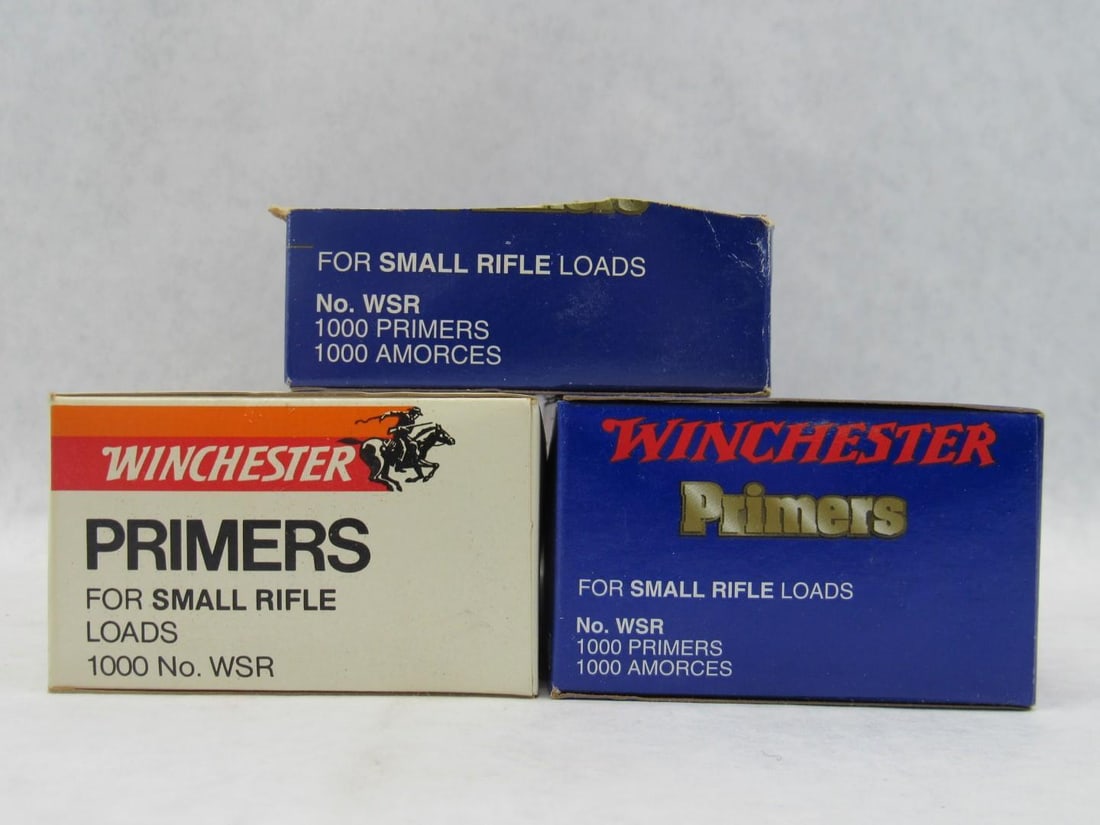 FOR SMALL RIFLE LOADS
No. WSR
1000 PRIMERS
1000 AMORCES
WINCHESTER
PRIMERS
FOR SMALL RIFLE
LOADS
1000 No. WSR
WINCHESTER
Primers
FOR SMALL RIFLE LOADS
No. WSR
1000 PRIMERS
1000 AMORCES